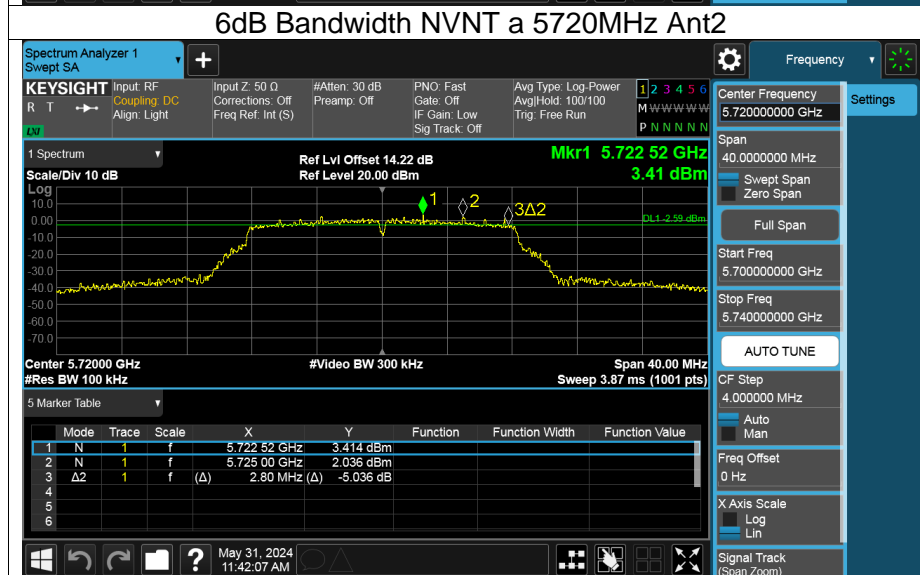 6dB Bandwidth NVNT a 5720MHz Ant2
Spectrum Analyzer 1
Swept SA
+
Frequency
KEYSIGHT
R T
LXI
Input: RF
Coupling: DC
Align: Light
Input Z: 50 Ω
Corrections: Off
Freq Ref: Int (S)
#Atten: 30 dB
Preamp: Off
PNO: Fast
Gate: Off
IF Gain: Low
Sig Track: Off
Avg Type: Log-Power
Avg|Hold: 100/100
Trig: Free Run
1 2 3 4 5 6
M W W W W W
P N N N N N
Center Frequency
5.720000000 GHz
Settings
Span
40.0000000 MHz
Swept Span
Zero Span
Full Span
Start Freq
5.700000000 GHz
Stop Freq
5.740000000 GHz
AUTO TUNE
CF Step
4.000000 MHz
Auto
Man
Freq Offset
0 Hz
X Axis Scale
Log
Lin
Signal Track
(Span Zoom)
1 Spectrum
Scale/Div 10 dB
Ref Lvl Offset 14.22 dB
Ref Level 20.00 dBm
Mkr1 5.722 52 GHz
3.41 dBm
Log
10.0
0.00
-10.0
-20.0
-30.0
-40.0
-50.0
-60.0
-70.0
1
2
3Δ2
DL1 -2.59 dBm
Center 5.72000 GHz
#Res BW 100 kHz
#Video BW 300 kHz
Span 40.00 MHz
Sweep 3.87 ms (1001 pts)
5 Marker Table
Mode Trace Scale X Y Function Function Width Function Value
1 N 1 f 5.722 52 GHz 3.414 dBm
2 N 1 f 5.725 00 GHz 2.036 dBm
3 Δ2 1 f (Δ) 2.80 MHz (Δ) -5.036 dB
4
5
6
?
May 31, 2024
11:42:07 AM